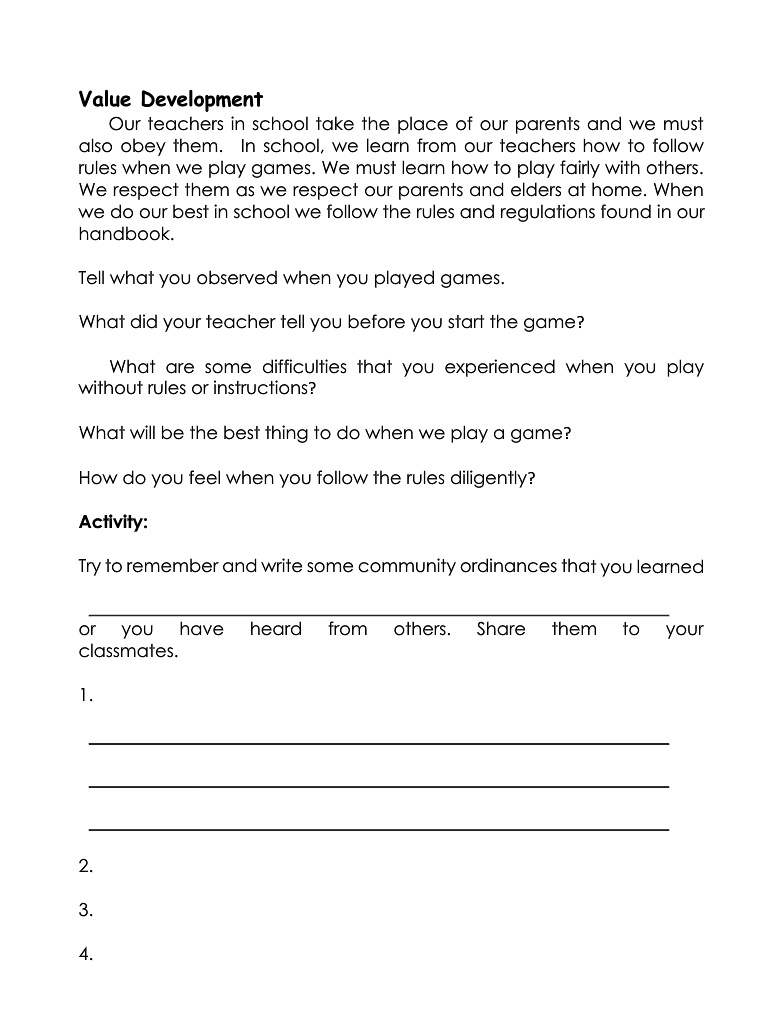 Value Development
Our teachers in school take the place of our parents and we must
also obey them. In school, we learn from our teachers how to follow
rules when we play games. We must learn how to play fairly with others.
We respect them as we respect our parents and elders at home. When
we do our best in school we follow the rules and regulations found in our
handbook.
Tell what you observed when you played games.
What did your teacher tell you before you start the game?
What are some difficulties that you experienced when you play
without rules or instructions?
What will be the best thing to do when we play a game?
How do you feel when you follow the rules diligently?
Activity:
Try to remember and write some community ordinances that you learned
or you have heard from others. Share them to your
classmates.
1.
2.
3.
4.